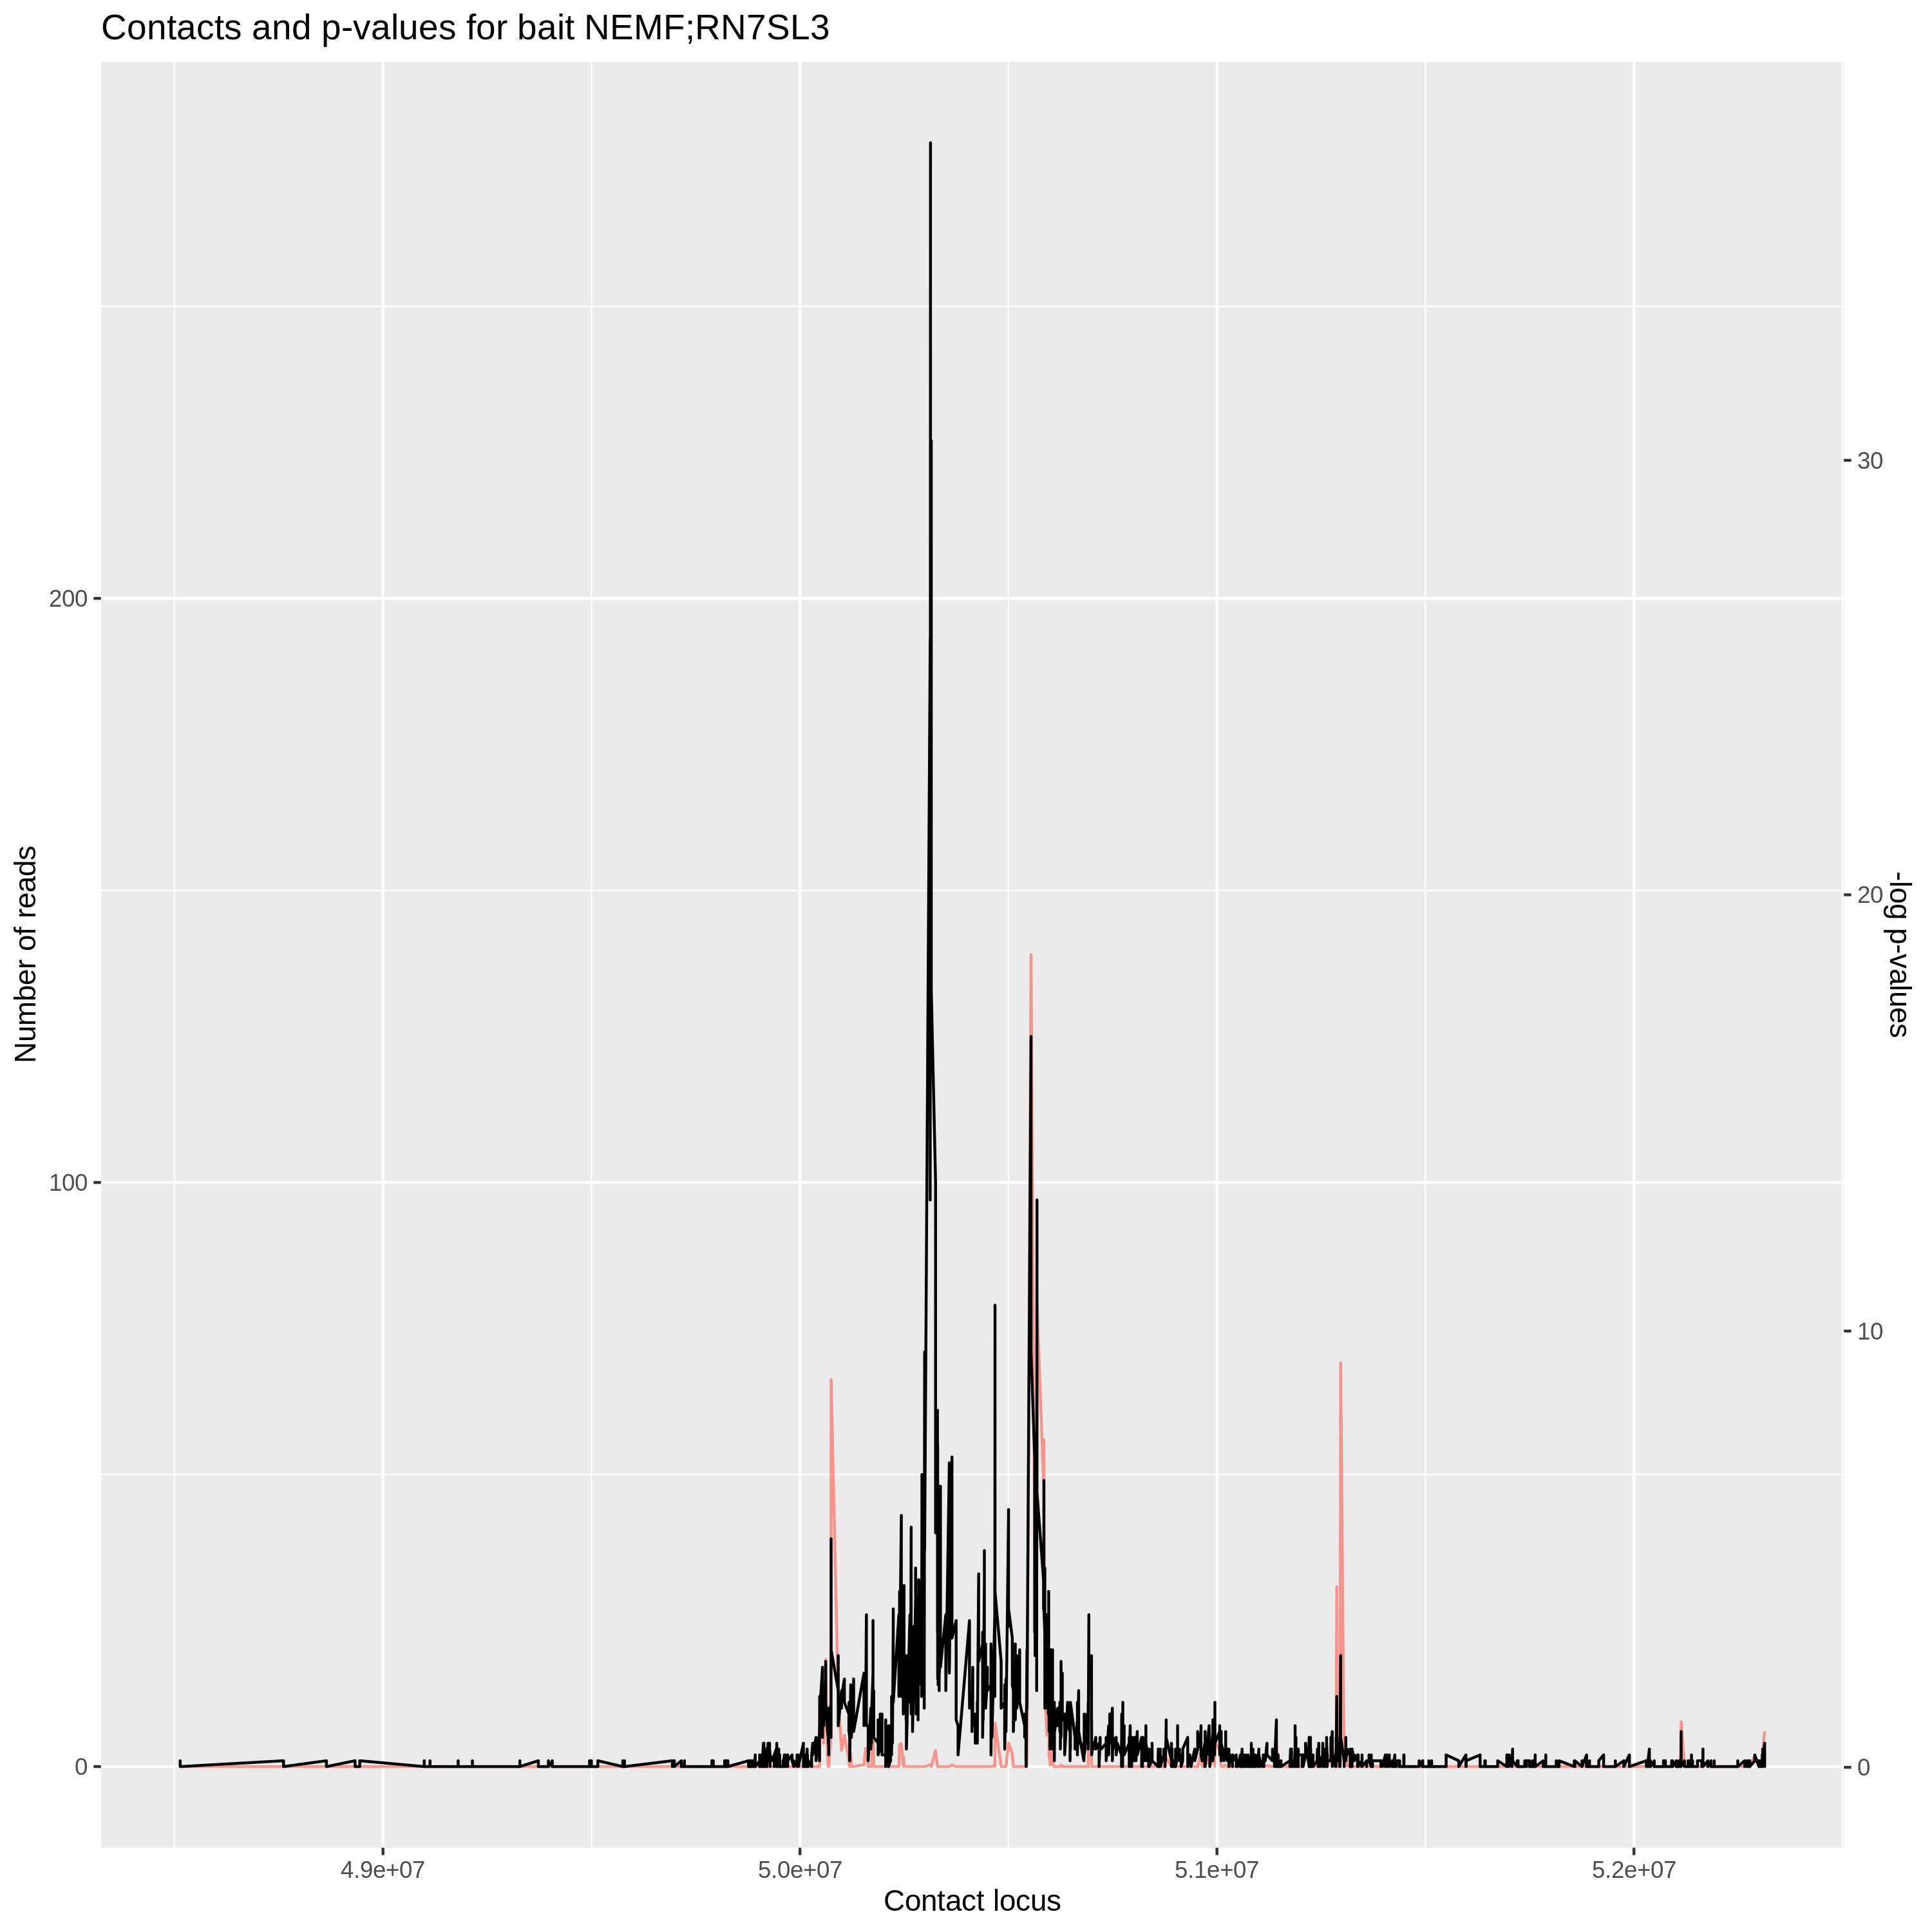 Contacts and p-values for bait NEMF;RN7SL3
Number of reads
200
100
0
30
20
10
0
-log p-values
4.9e+07
5.0e+07
5.1e+07
5.2e+07
Contact locus